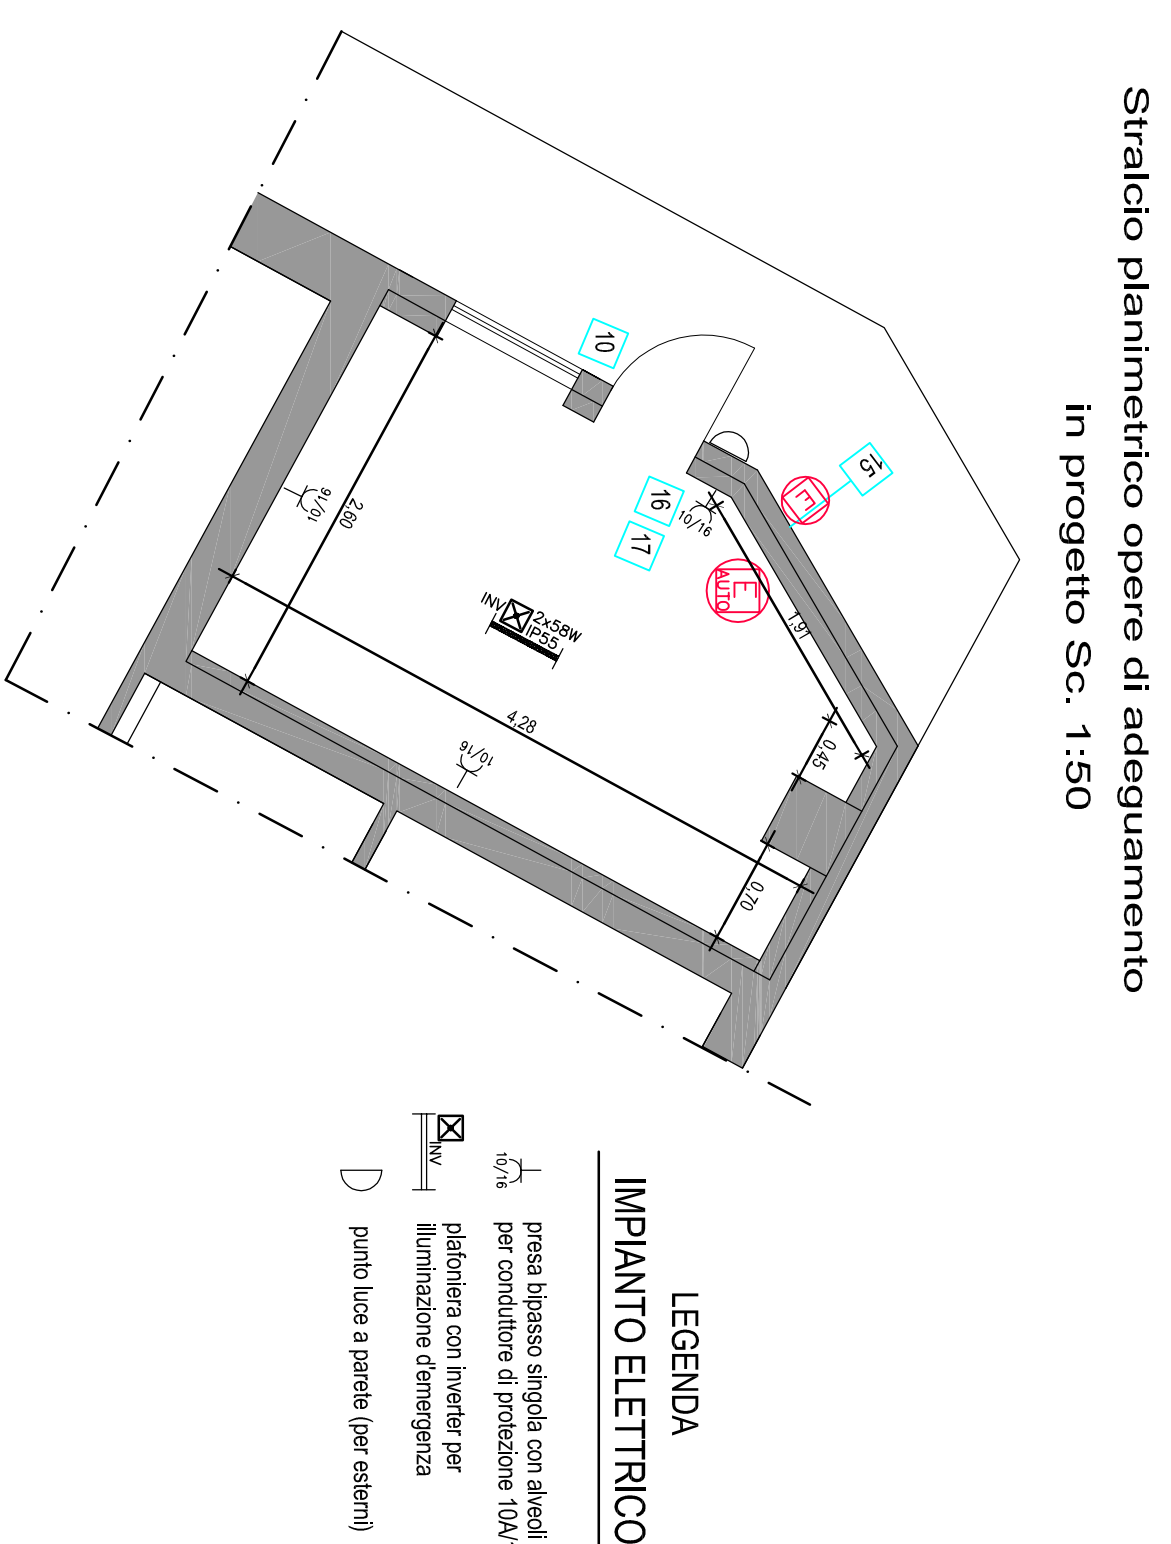 Stralcio planimetrico opere di adeguamento
in progetto Sc. 1:50
15
E
10
16
17
10/16
E
AUTO
1,91
2,60
10/16
INV
2x58W
IP55
0,45
4,28
10/16
0,70
LEGENDA
IMPIANTO ELETTRICO
10/16
presa bipasso singola con alveoli
per conduttore di protezione 10A/
INV
plafoniera con inverter per
illuminazione d'emergenza
punto luce a parete (per esterni)